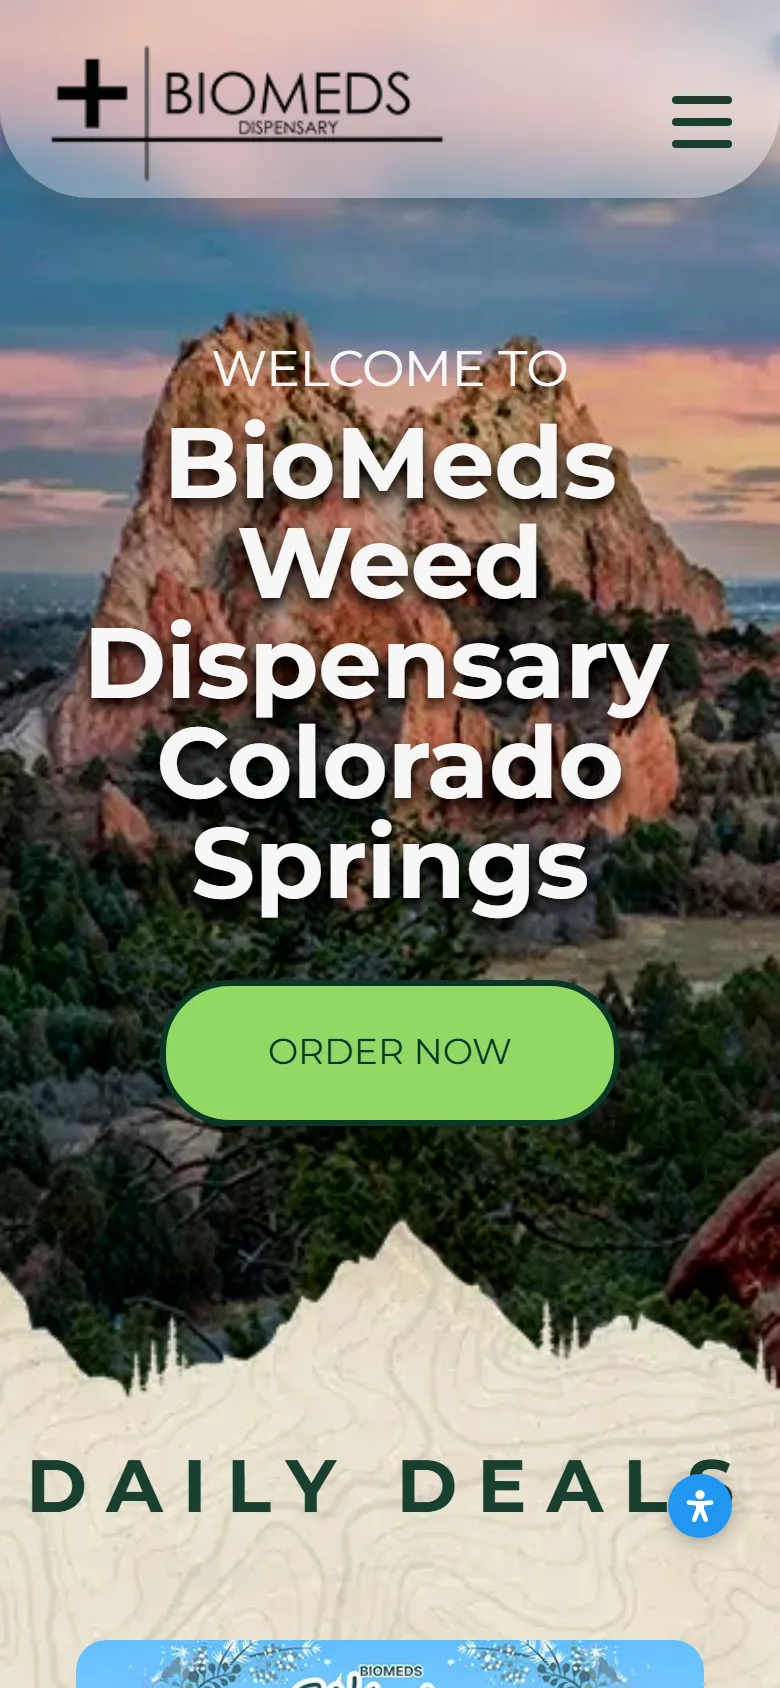 BIOMEDS
DISPENSARY
WELCOME TO
BioMeds
Weed
Dispensary
Colorado
Springs
ORDER NOW
DAILY DEALS
BIOMEDS